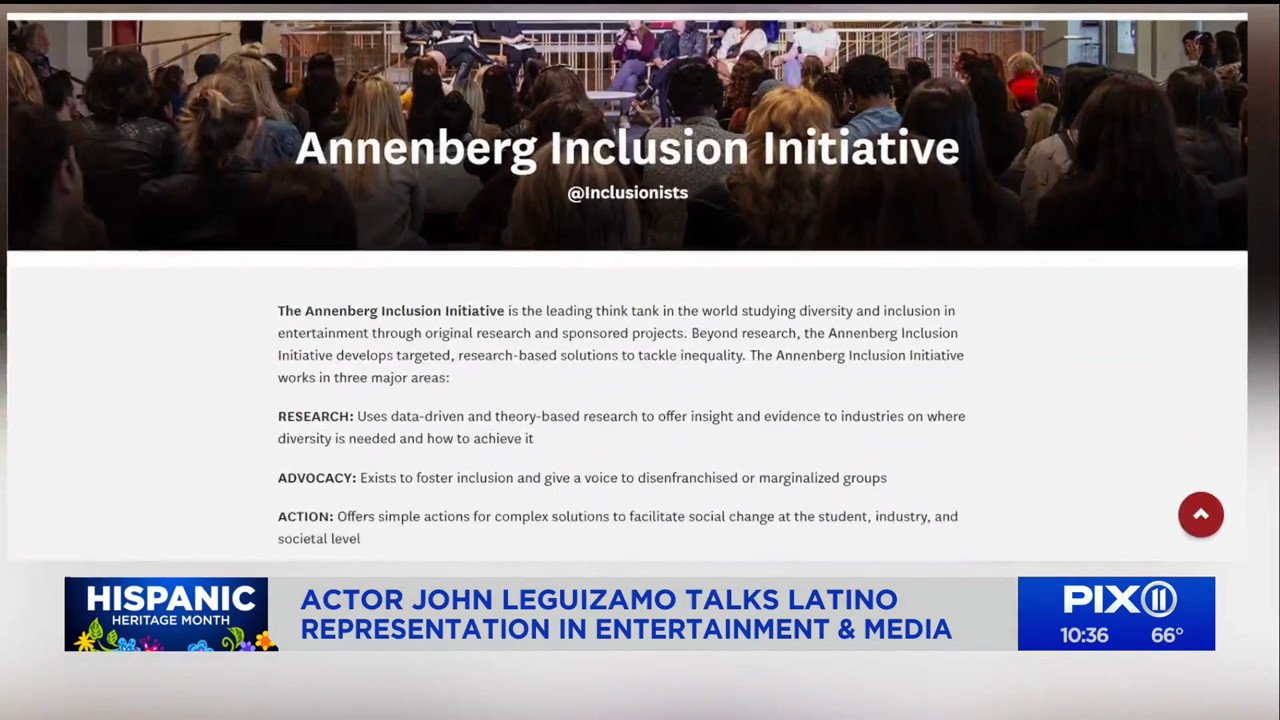 Annenberg Inclusion Initiative
@Inclusionists
The Annenberg Inclusion Initiative is the leading think tank in the world studying diversity and inclusion in
entertainment through original research and sponsored projects. Beyond research, the Annenberg Inclusion
Initiative develops targeted, research-based solutions to tackle inequality. The Annenberg Inclusion Initiative
works in three major areas:
RESEARCH: Uses data-driven and theory-based research to offer insight and evidence to industries on where
diversity is needed and how to achieve it
ADVOCACY: Exists to foster inclusion and give a voice to disenfranchised or marginalized groups
ACTION: Offers simple actions for complex solutions to facilitate social change at the student, industry, and
societal level
HISPANIC
HERITAGE MONTH
ACTOR JOHN LEGUIZAMO TALKS LATINO
REPRESENTATION IN ENTERTAINMENT & MEDIA
PIX11
10:36 66°